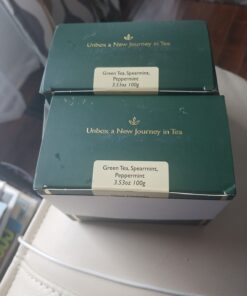 Unbox a New Journey in Tea
Green Tea, Spearmint,
Peppermint
3.53oz 100g
Unbox a New Journey in Tea
Green Tea, Spearmint,
Peppermint
3.53oz 100g